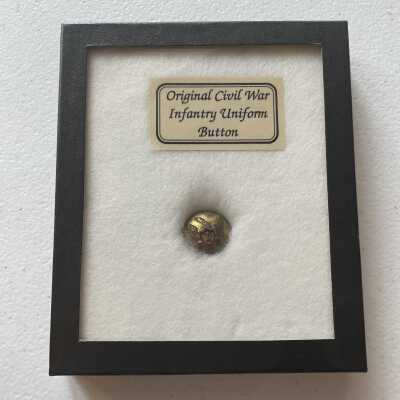 Original Civil War
Infantry Uniform
Button